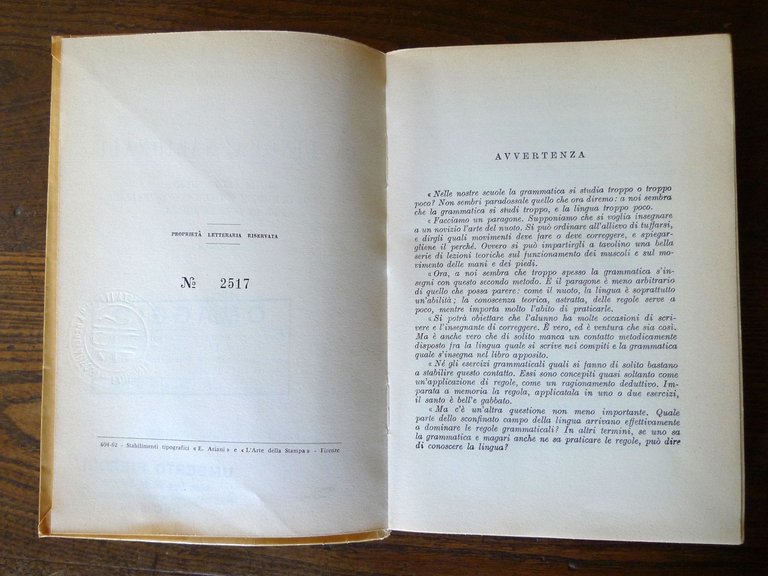 PROPRIETÀ LETTERARIA RISERVATA
№ 2517
604-62 - Stabilimenti tipografici « E. Ariani » e « L'Arte della Stampa » - Firenze
AVVERTENZA
« Nelle nostre scuole la grammatica si studia troppo o troppo
poco? Non sembri paradossale quello che ora diremo: a noi sembra
che la grammatica si studi troppo, e la lingua troppo poco.
« Facciamo un paragone. Supponiamo che si voglia insegnare
a un novizio l'arte del nuoto. Si può ordinare all'allievo di tuffarsi,
e dirgli quali movimenti deve fare o deve correggere, e spiegar-
gliene il perché. Ovvero si può impartirgli a tavolino una bella
serie di lezioni teoriche sul funzionamento dei muscoli e sul mo-
vimento delle mani e dei piedi.
« Ora, a noi sembra che troppo spesso la grammatica s'in-
segni con questo secondo metodo. E il paragone è meno arbitrario
di quello che possa parere: come il nuoto, la lingua è soprattutto
un'abilità; la conoscenza teorica, astratta, delle regole serve a
poco, mentre importa molto l'abito di praticarle.
« Si potrà obiettare che l'alunno ha molte occasioni di scri-
vere e l'insegnante di correggere. È vero, ed è ventura che sia così.
Ma è anche vero che di solito manca un contatto metodicamente
disposto fra la lingua quale si scrive nei compiti e la grammatica
quale s'insegna nel libro apposito.
« Né gli esercizi grammaticali quali si fanno di solito bastano
a stabilire questo contatto. Essi sono concepiti quasi soltanto come
un'applicazione di regole, come un ragionamento deduttivo. Im-
parata a memoria la regola, applicatala in uno o due esercizi,
il santo è bell'e gabbato.
« Ma c'è un'altra questione non meno importante. Quale
parte dello sconfinato campo della lingua arrivano effettivamente
a dominare le regole grammaticali? In altri termini, se uno sa
la grammatica e magari anche ne sa praticare le regole, può dire
di conoscere la lingua?